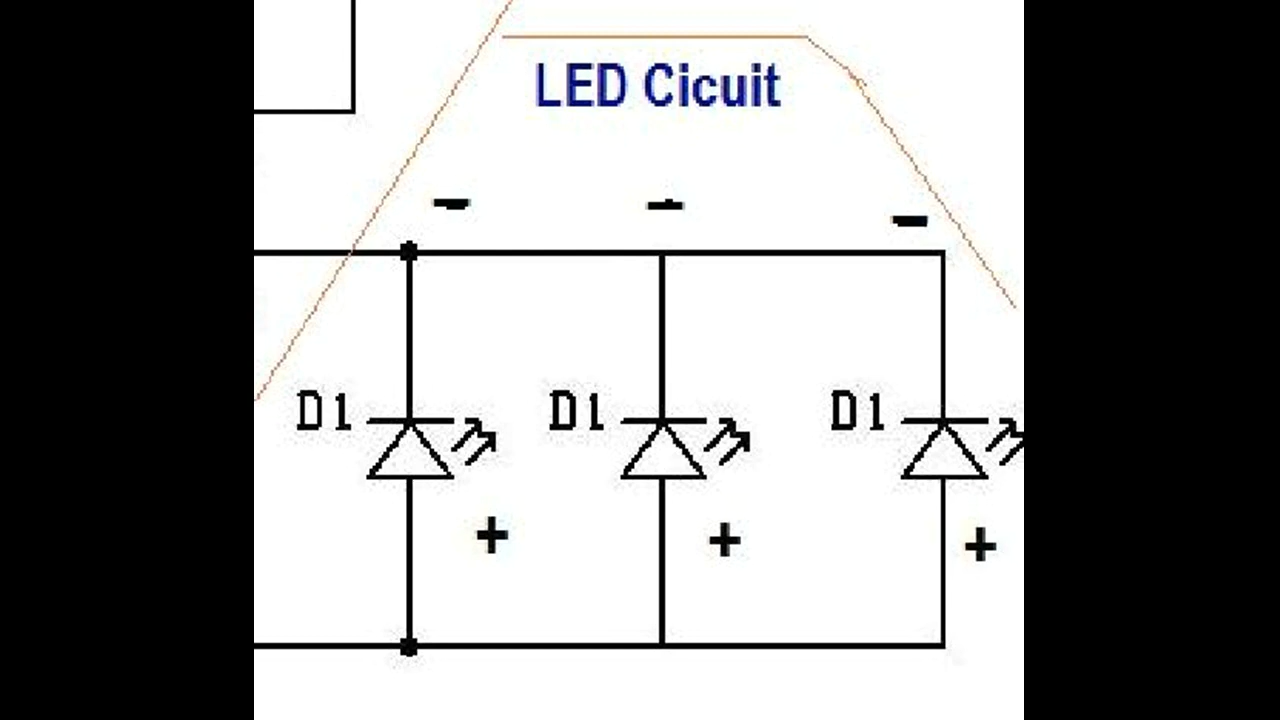 LED Cicuit
- - -
D1 D1 D1
+ + +